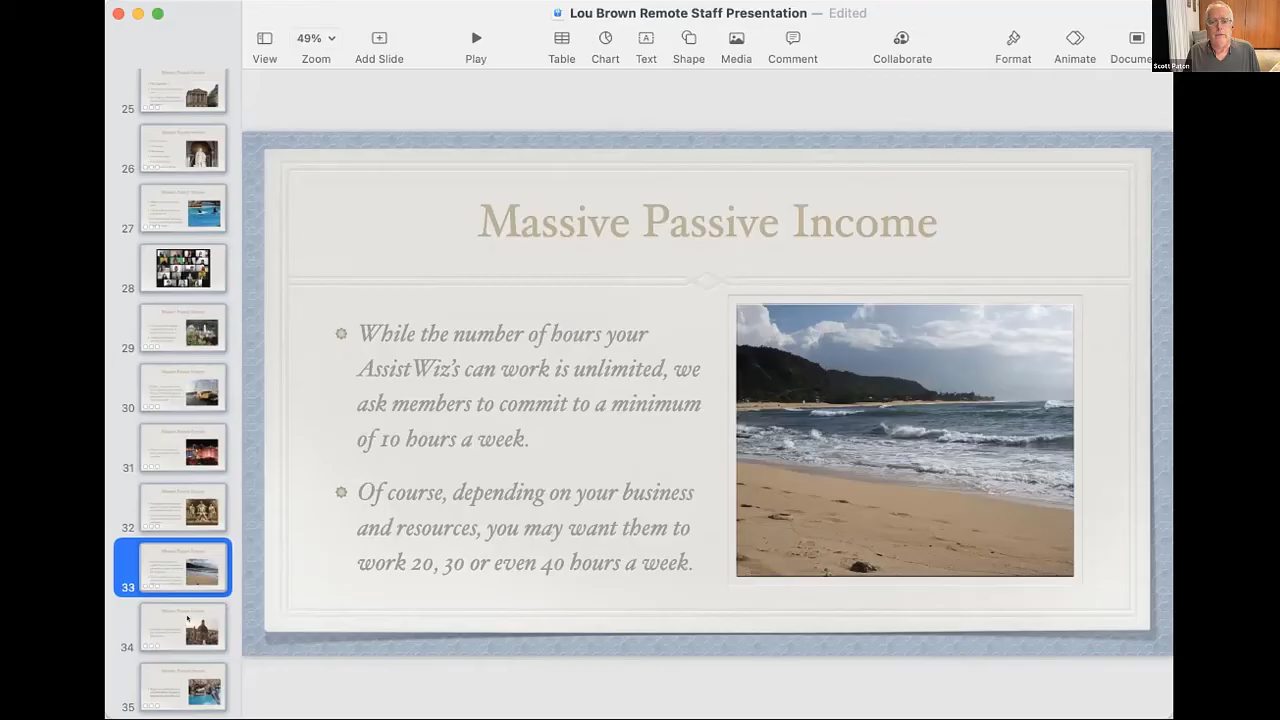 Lou Brown Remote Staff Presentation — Edited
49%
View
Zoom
Add Slide
Play
Table
Chart
Text
Shape
Media
Comment
Collaborate
Format
Animate
Docume
Scott Paton
25
26
27
28
29
30
31
32
33
34
35
Massive Passive Income
While the number of hours your
AssistWiz's can work is unlimited, we
ask members to commit to a minimum
of 10 hours a week.
Of course, depending on your business
and resources, you may want them to
work 20, 30 or even 40 hours a week.